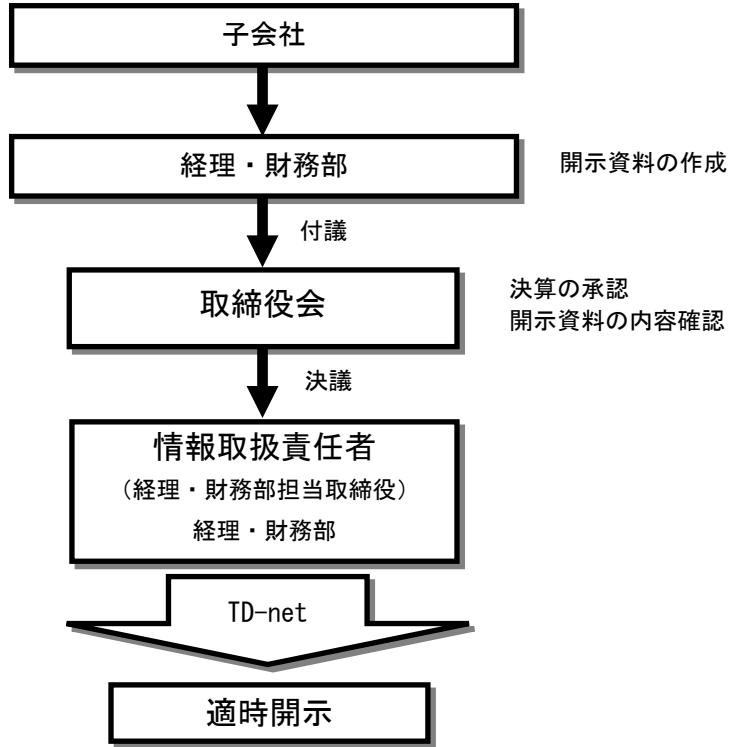 子会社
経理・財務部
開示資料の作成
付議
取締役会
決算の承認
開示資料の内容確認
決議
情報取扱責任者
（経理・財務部担当取締役）
経理・財務部
TD-net
適時開示